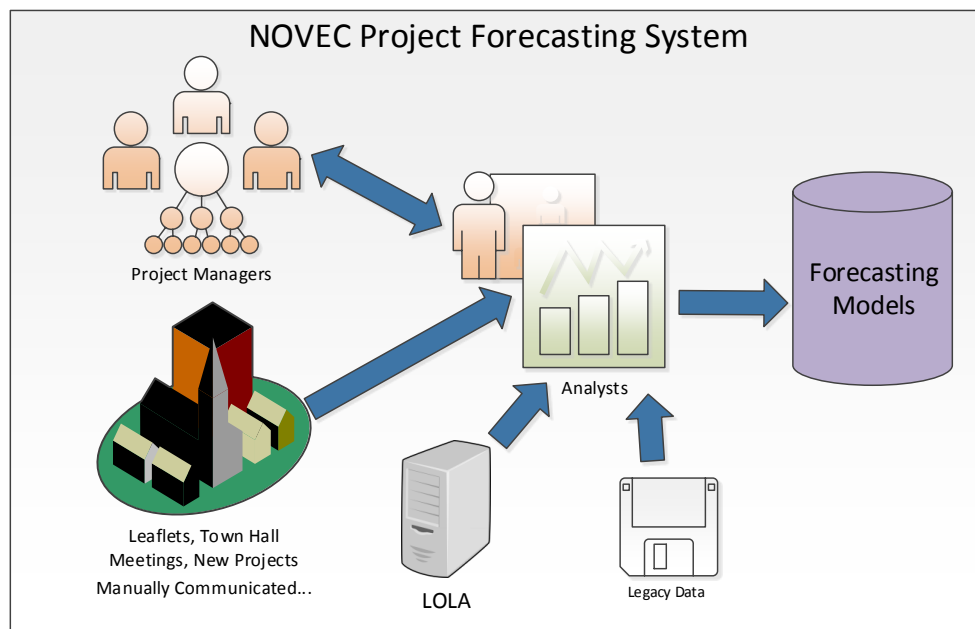 NOVEC Project Forecasting System
Project Managers
Forecasting
Models
Analysts
Leaflets, Town Hall
Meetings, New Projects
Manually Communicated...
LOLA
Legacy Data